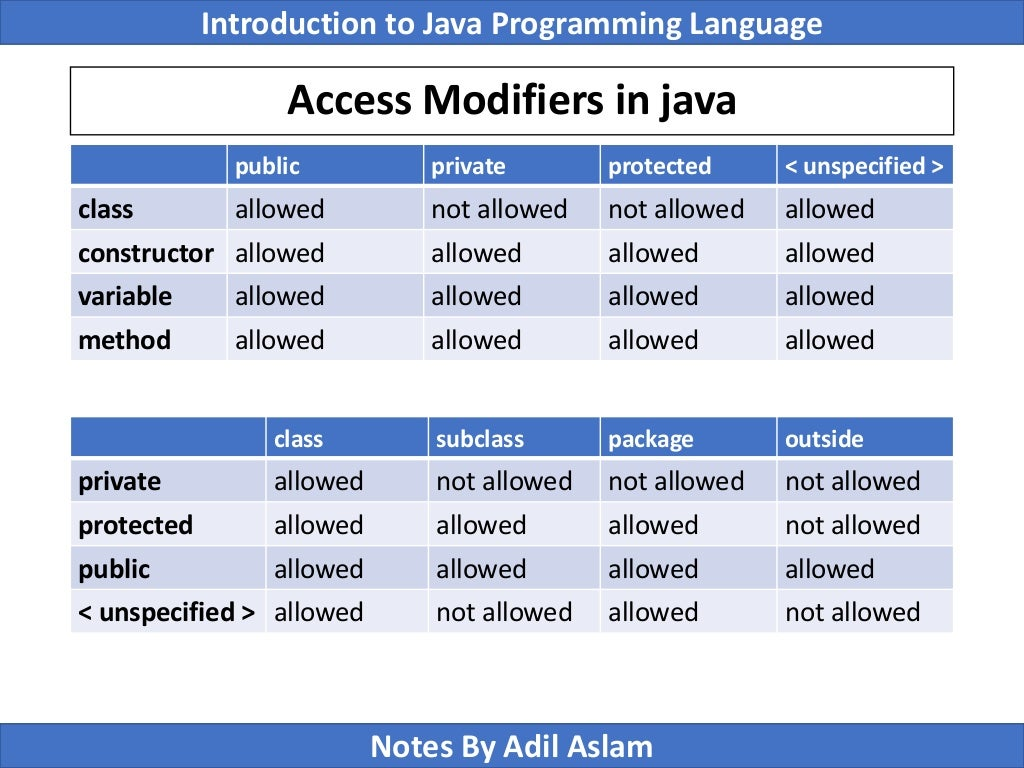 Introduction to Java Programming Language
Access Modifiers in java
public private protected < unspecified >
class allowed not allowed not allowed allowed
constructor allowed allowed allowed allowed
variable allowed allowed allowed allowed
method allowed allowed allowed allowed
class subclass package outside
private allowed not allowed not allowed not allowed
protected allowed allowed allowed not allowed
public allowed allowed allowed allowed
< unspecified > allowed not allowed allowed not allowed
Notes By Adil Aslam